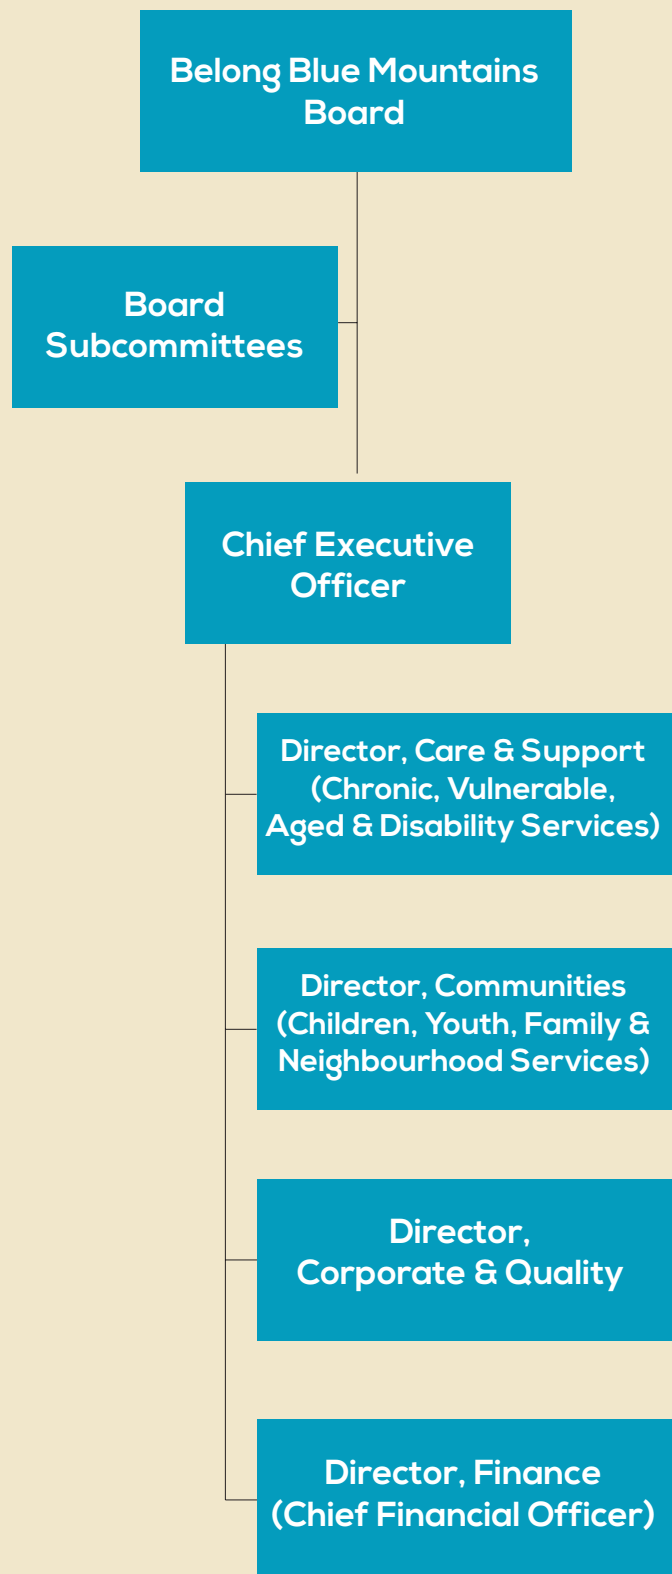 Belong Blue Mountains
Board
Board
Subcommittees
Chief Executive
Officer
Director, Care & Support
(Chronic, Vulnerable,
Aged & Disability Services)
Director, Communities
(Children, Youth, Family &
Neighbourhood Services)
Director,
Corporate & Quality
Director, Finance
(Chief Financial Officer)